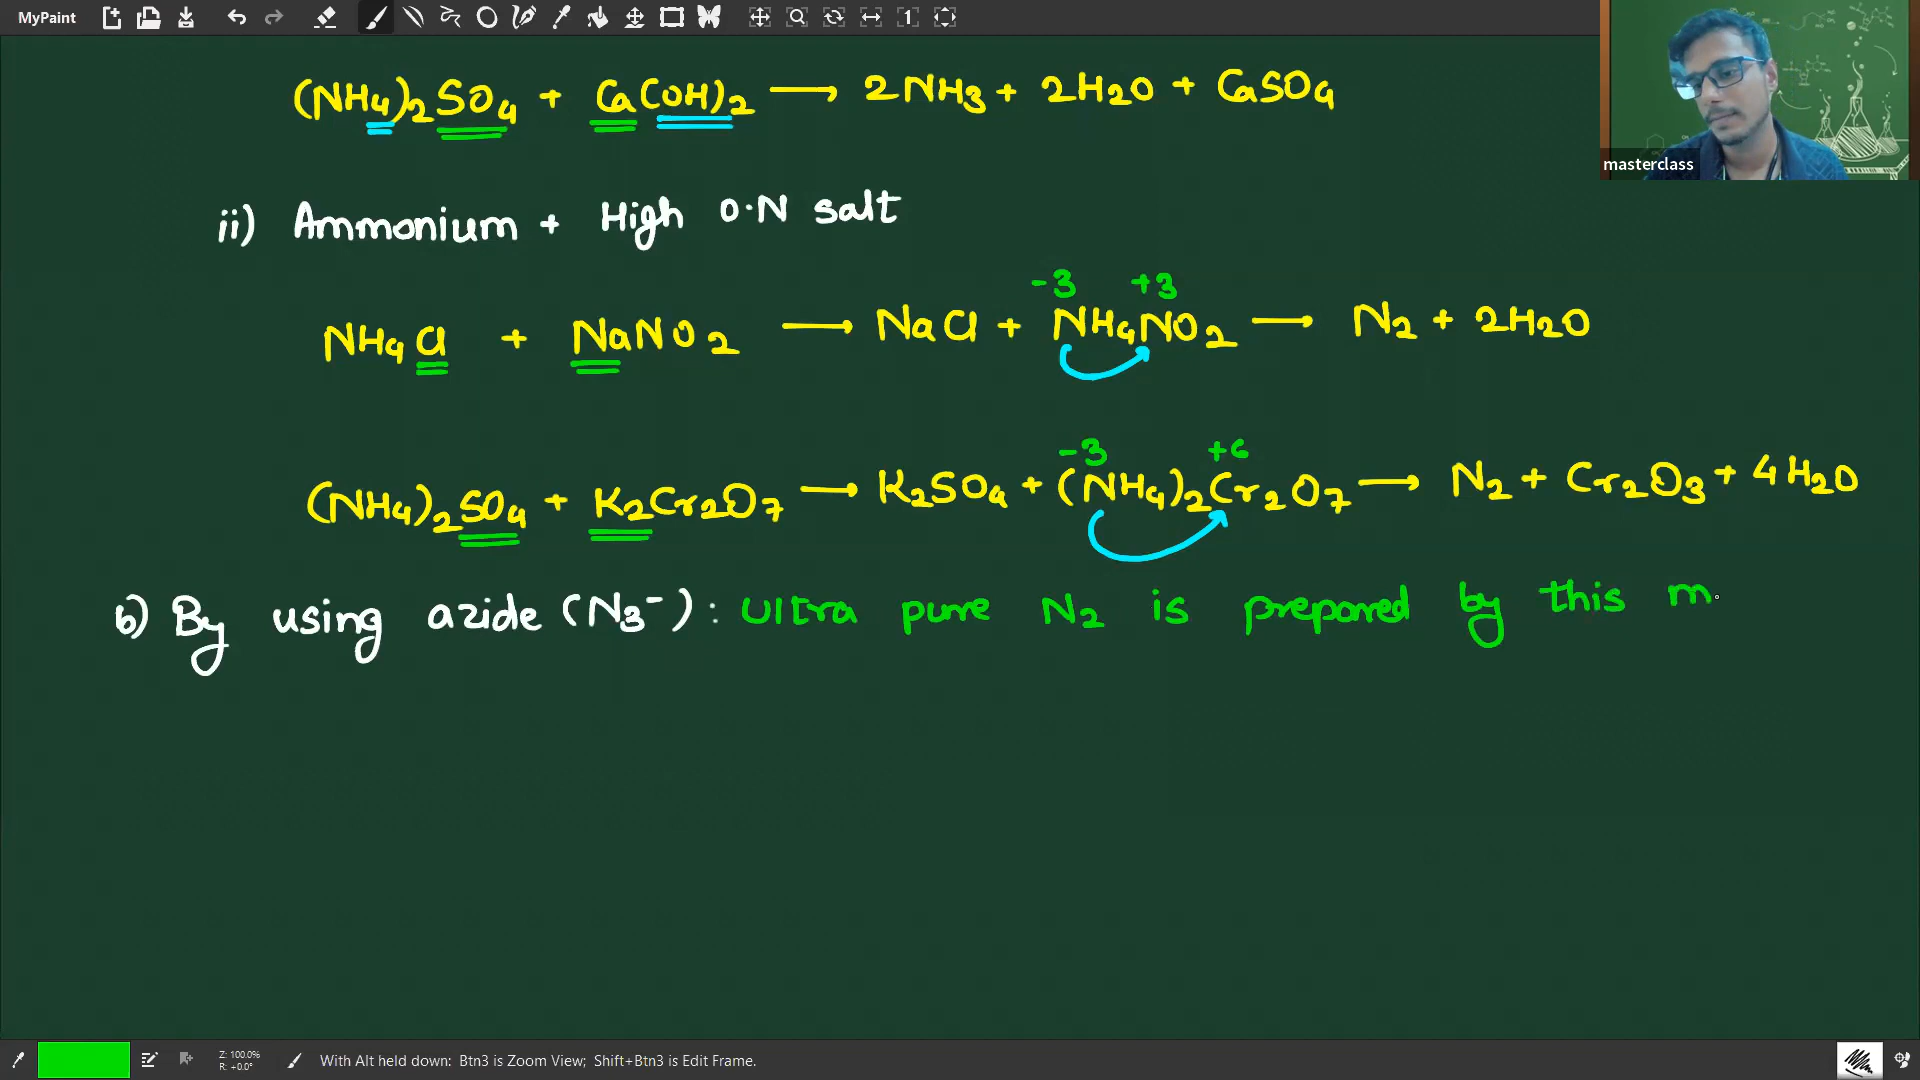 MyPaint
masterclass
(NH4)2SO4 + Ca(OH)2 → 2NH3 + 2H2O + CaSO4
ii) Ammonium + High O.N salt
-3 +3
NH4Cl + NaNO2 → NaCl + NH4NO2 → N2 + 2H2O
-3 +6
(NH4)2SO4 + K2Cr2O7 → K2SO4 + (NH4)2Cr2O7 → N2 + Cr2O3 + 4H2O
b) By using azide (N3-) : Ultra pure N2 is prepared by this m
Z: 100.0%
R: +0.0°
With Alt held down: Btn3 is Zoom View; Shift+Btn3 is Edit Frame.